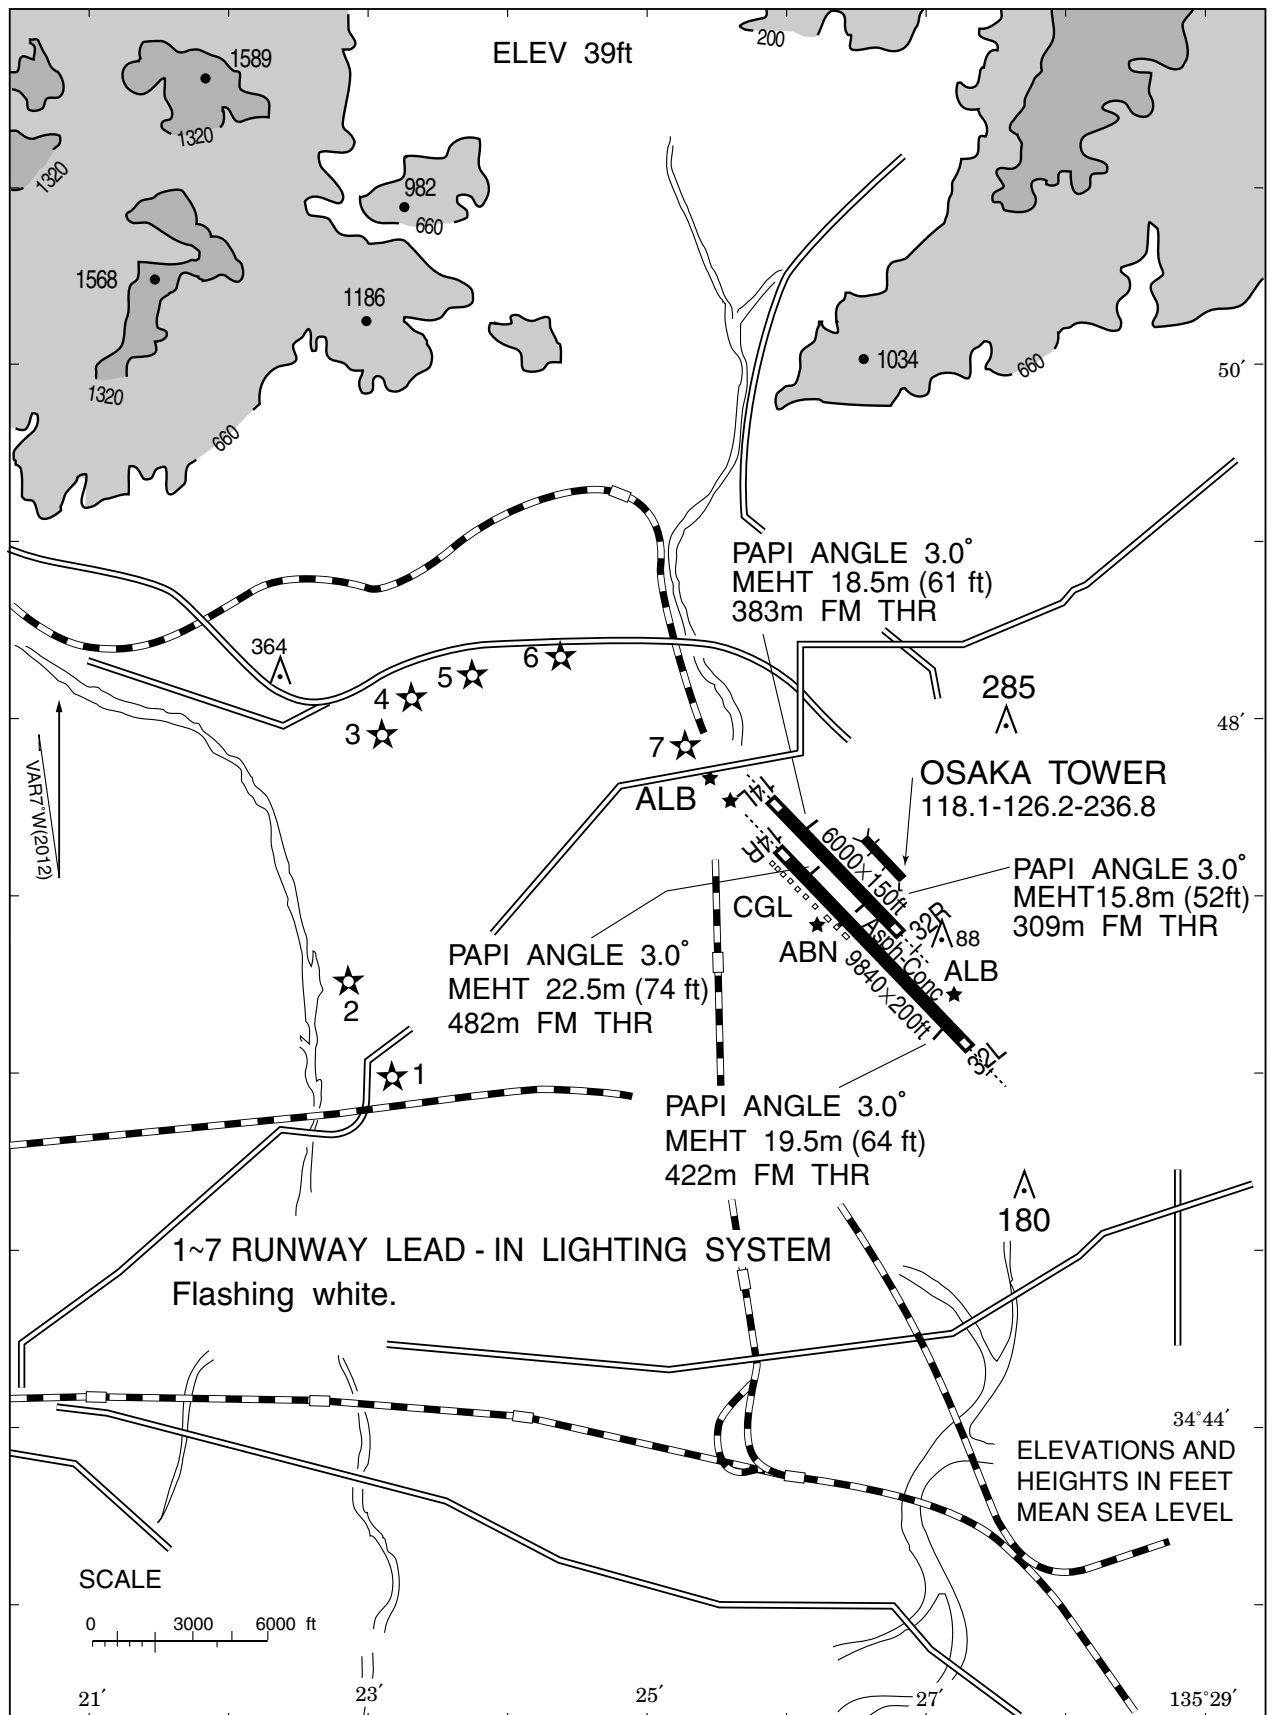 200
ELEV 39ft
1589
1320
1320
982
660
1568
1186
1320
660
1034
660
50′
PAPI ANGLE 3.0°
MEHT 18.5m (61 ft)
383m FM THR
364
6
5
4
3
7
285
48′
VAR7°W(2012)
OSAKA TOWER
118.1-126.2-236.8
ALB
14L
14R
6000×150ft
PAPI ANGLE 3.0°
MEHT15.8m (52ft)
309m FM THR
CGL
ABN
32R
88
ALB
Asph-Conc
9840×200ft
32L
PAPI ANGLE 3.0°
MEHT 22.5m (74 ft)
482m FM THR
2
1
PAPI ANGLE 3.0°
MEHT 19.5m (64 ft)
422m FM THR
180
1~7 RUNWAY LEAD - IN LIGHTING SYSTEM
Flashing white.
34°44′
ELEVATIONS AND
HEIGHTS IN FEET
MEAN SEA LEVEL
SCALE
0 3000 6000 ft
21′ 23′ 25′ 27′ 135°29′